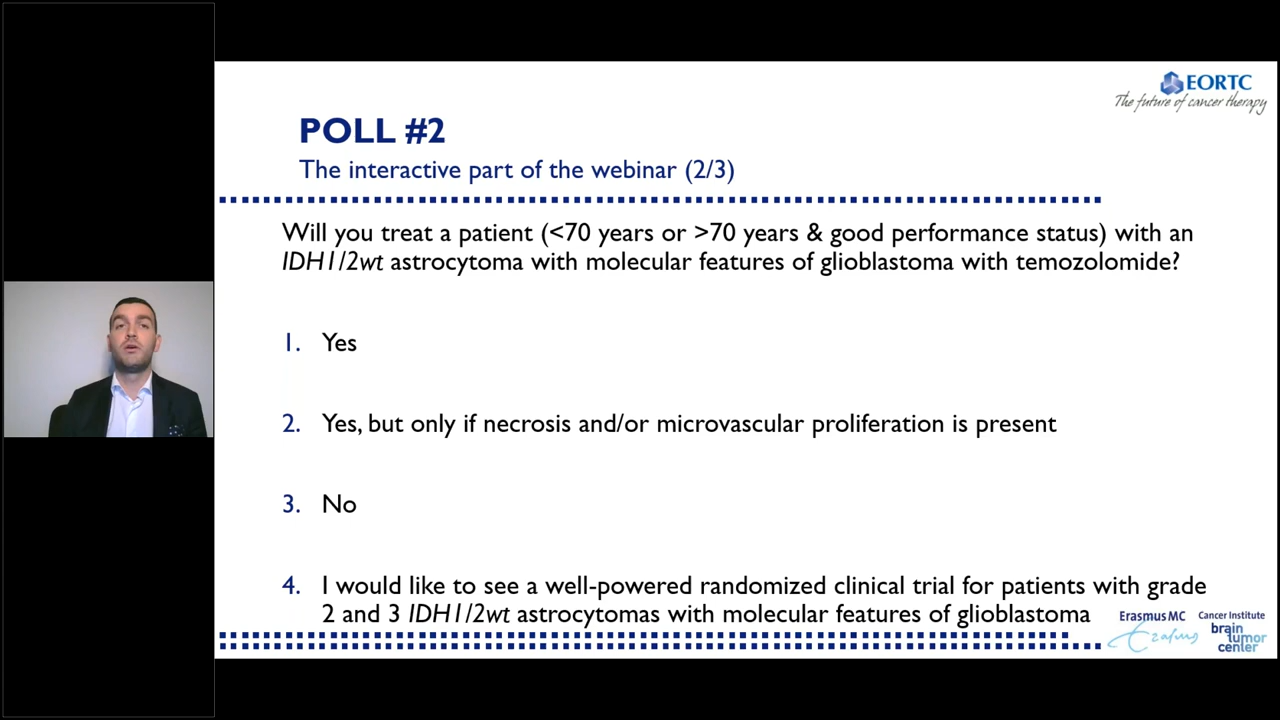 EORTC
The future of cancer therapy
POLL #2
The interactive part of the webinar (2/3)
Will you treat a patient (<70 years or >70 years & good performance status) with an
IDH1/2wt astrocytoma with molecular features of glioblastoma with temozolomide?
1. Yes
2. Yes, but only if necrosis and/or microvascular proliferation is present
3. No
4. I would like to see a well-powered randomized clinical trial for patients with grade
2 and 3 IDH1/2wt astrocytomas with molecular features of glioblastoma
Erasmus MC Cancer Institute
Erasmus
brain
tumor
center